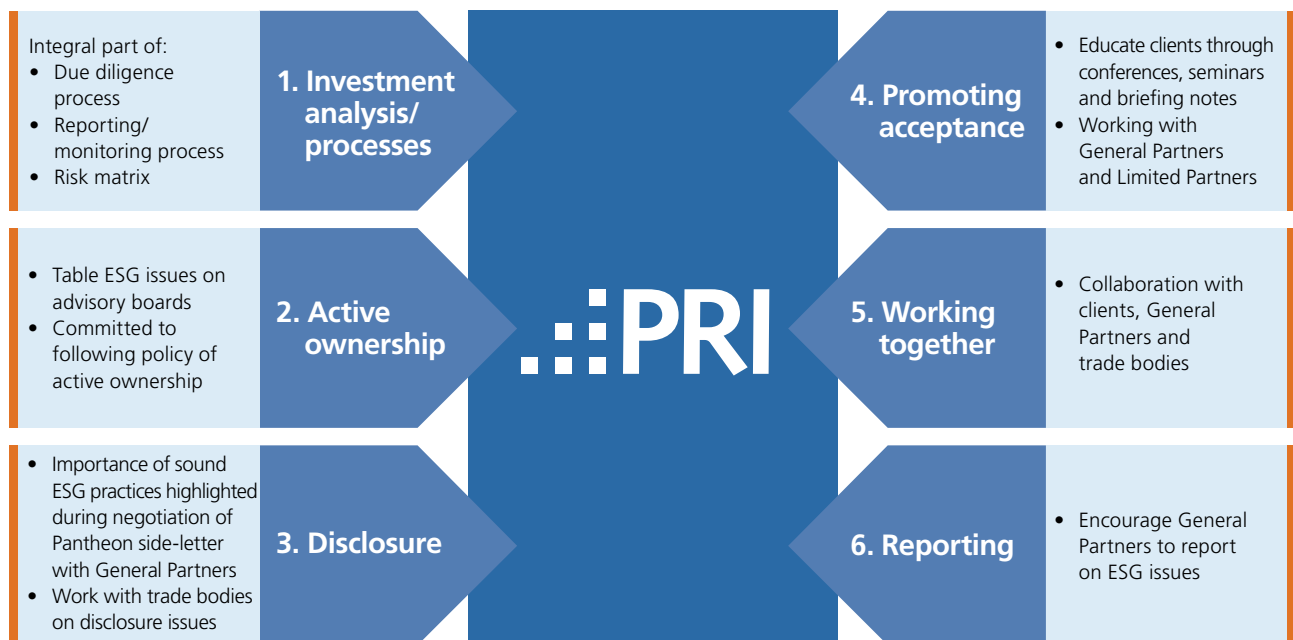 Integral part of:
• Due diligence
process
• Reporting/
monitoring process
• Risk matrix
1. Investment
analysis/
processes
• Table ESG issues on
advisory boards
• Committed to
following policy of
active ownership
2. Active
ownership
• Importance of sound
ESG practices highlighted
during negotiation of
Pantheon side-letter
with General Partners
• Work with trade bodies
on disclosure issues
3. Disclosure
PRI
4. Promoting
acceptance
• Educate clients through
conferences, seminars
and briefing notes
• Working with
General Partners
and Limited Partners
5. Working
together
• Collaboration with
clients, General
Partners and
trade bodies
6. Reporting
• Encourage General
Partners to report
on ESG issues